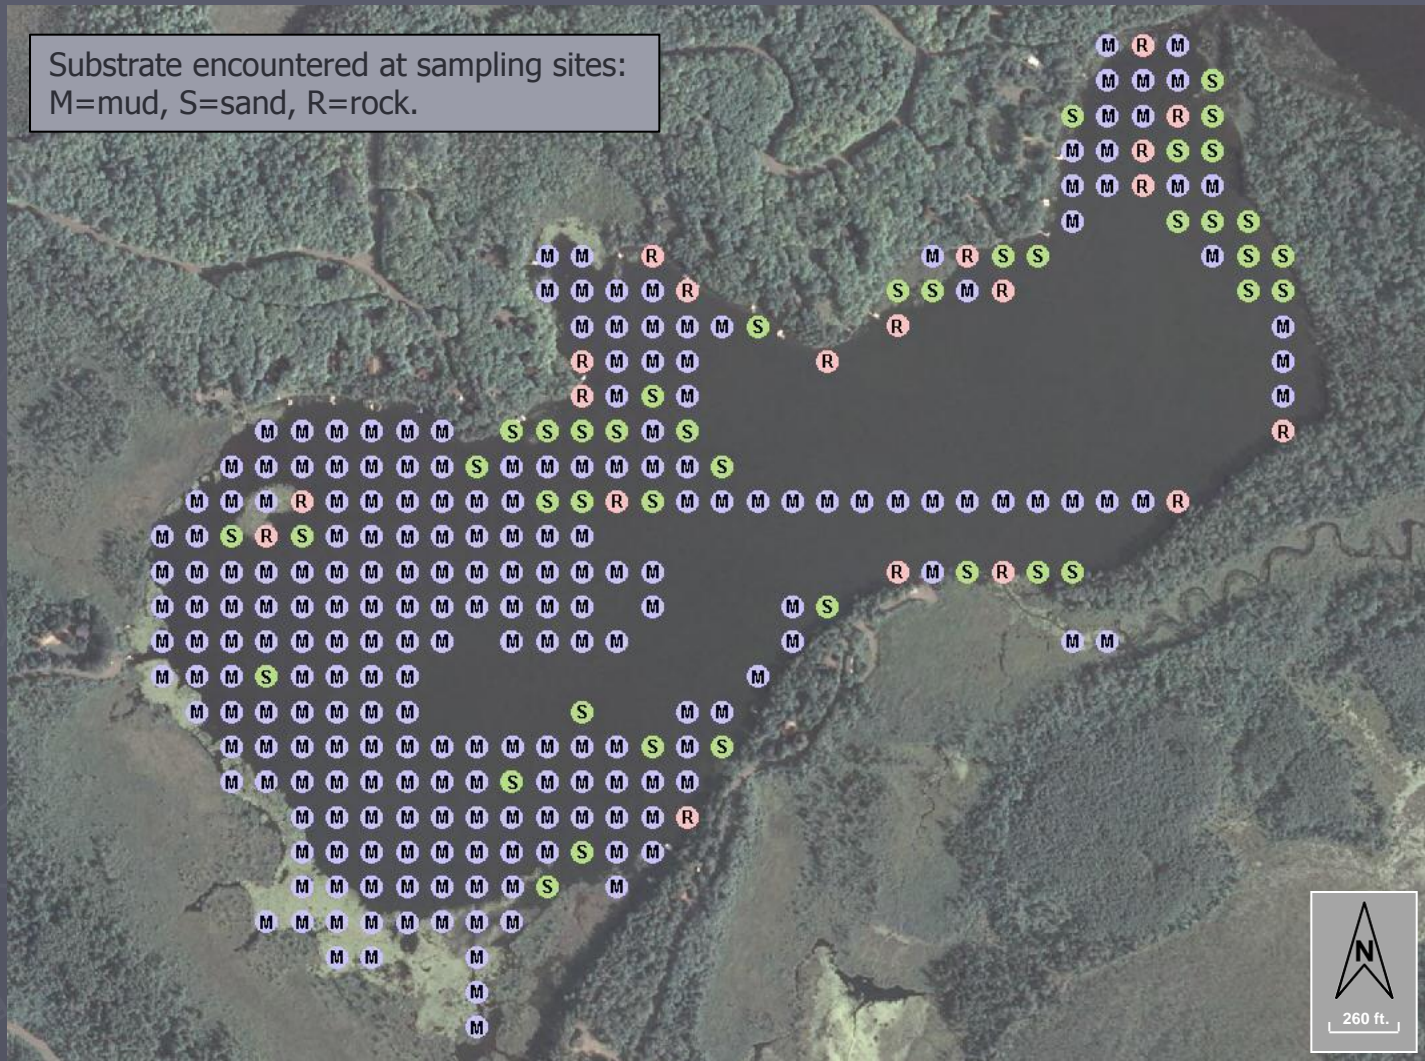 Substrate encountered at sampling sites:
M=mud, S=sand, R=rock.
M R M
M M M S
S M M R S
M M R S S
M M R M M
M S S S
M M R M R S S M S S
M M M M R S S M R S S
M M M M M S R M
R M M M R M
R M S M M
M M M M M M S S S S M S R
M M M M M M M S M M M M M M S
M M M R M M M M M M S S R S M M M M M M M M M M M M M M R
M M S R S M M M M M M M M
M M M M M M M M M M M M M M M R M S R S S
M M M M M M M M M M M M M M M S
M M M M M M M M M M M M M M M M
M M M S M M M M M
M M M M M M M S M M
M M M M M M M M M M M M S M S
M M M M M M M M S M M M M M
M M M M M M M M M M M R
M M M M M M M M S M M
M M M M M M M S M
M M M M M M M M
M M M
M
M
N
260 ft.